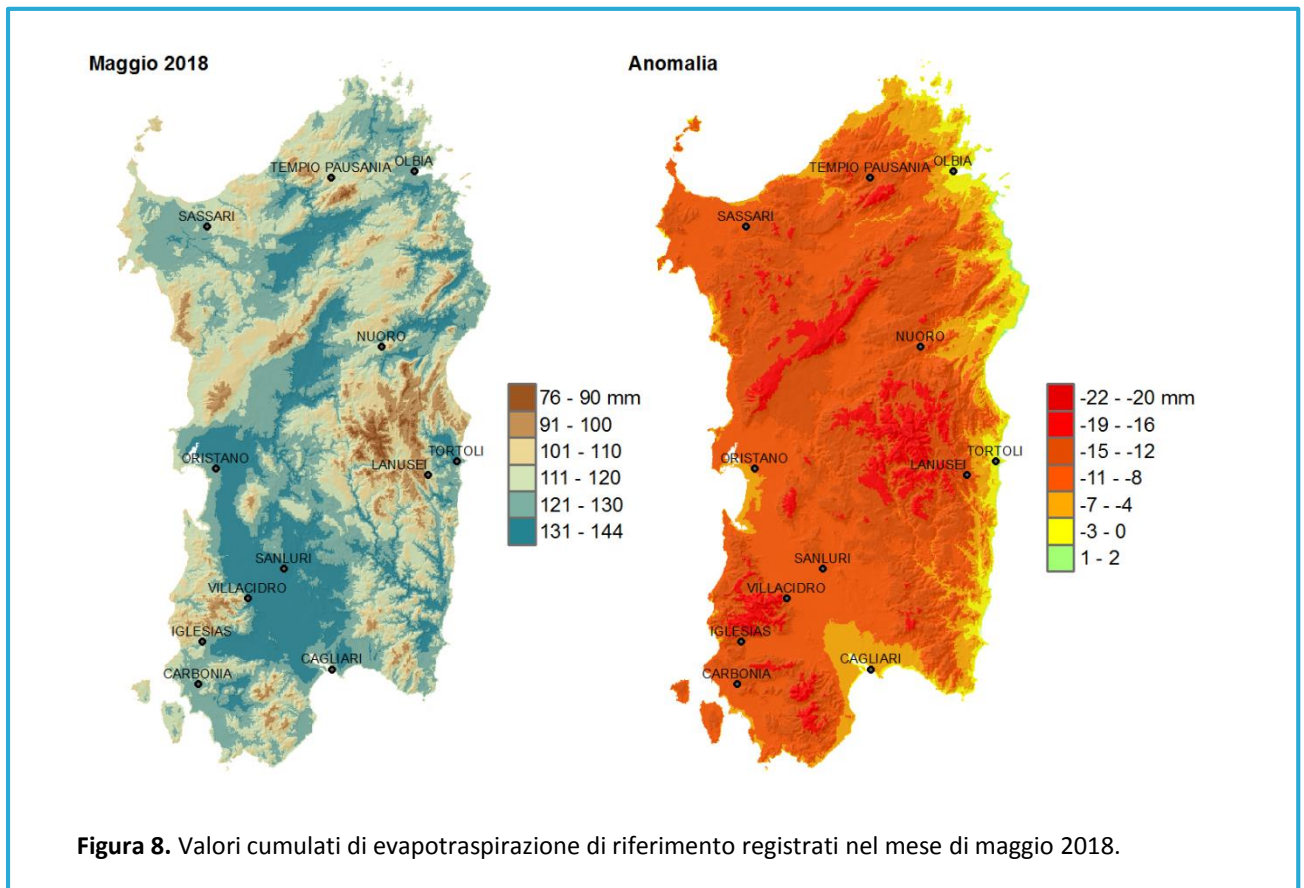 Maggio 2018
TEMPIO PAUSANIA
OLBIA
SASSARI
NUORO
ORISTANO
LANUSEI
TORTOLI
SANLURI
VILLACIDRO
IGLESIAS
CARBONIA
CAGLIARI
76 - 90 mm
91 - 100
101 - 110
111 - 120
121 - 130
131 - 144
Anomalia
TEMPIO PAUSANIA
OLBIA
SASSARI
NUORO
ORISTANO
LANUSEI
TORTOLI
SANLURI
VILLACIDRO
IGLESIAS
CARBONIA
CAGLIARI
-22 - -20 mm
-19 - -16
-15 - -12
-11 - -8
-7 - -4
-3 - 0
1 - 2
Figura 8. Valori cumulati di evapotraspirazione di riferimento registrati nel mese di maggio 2018.